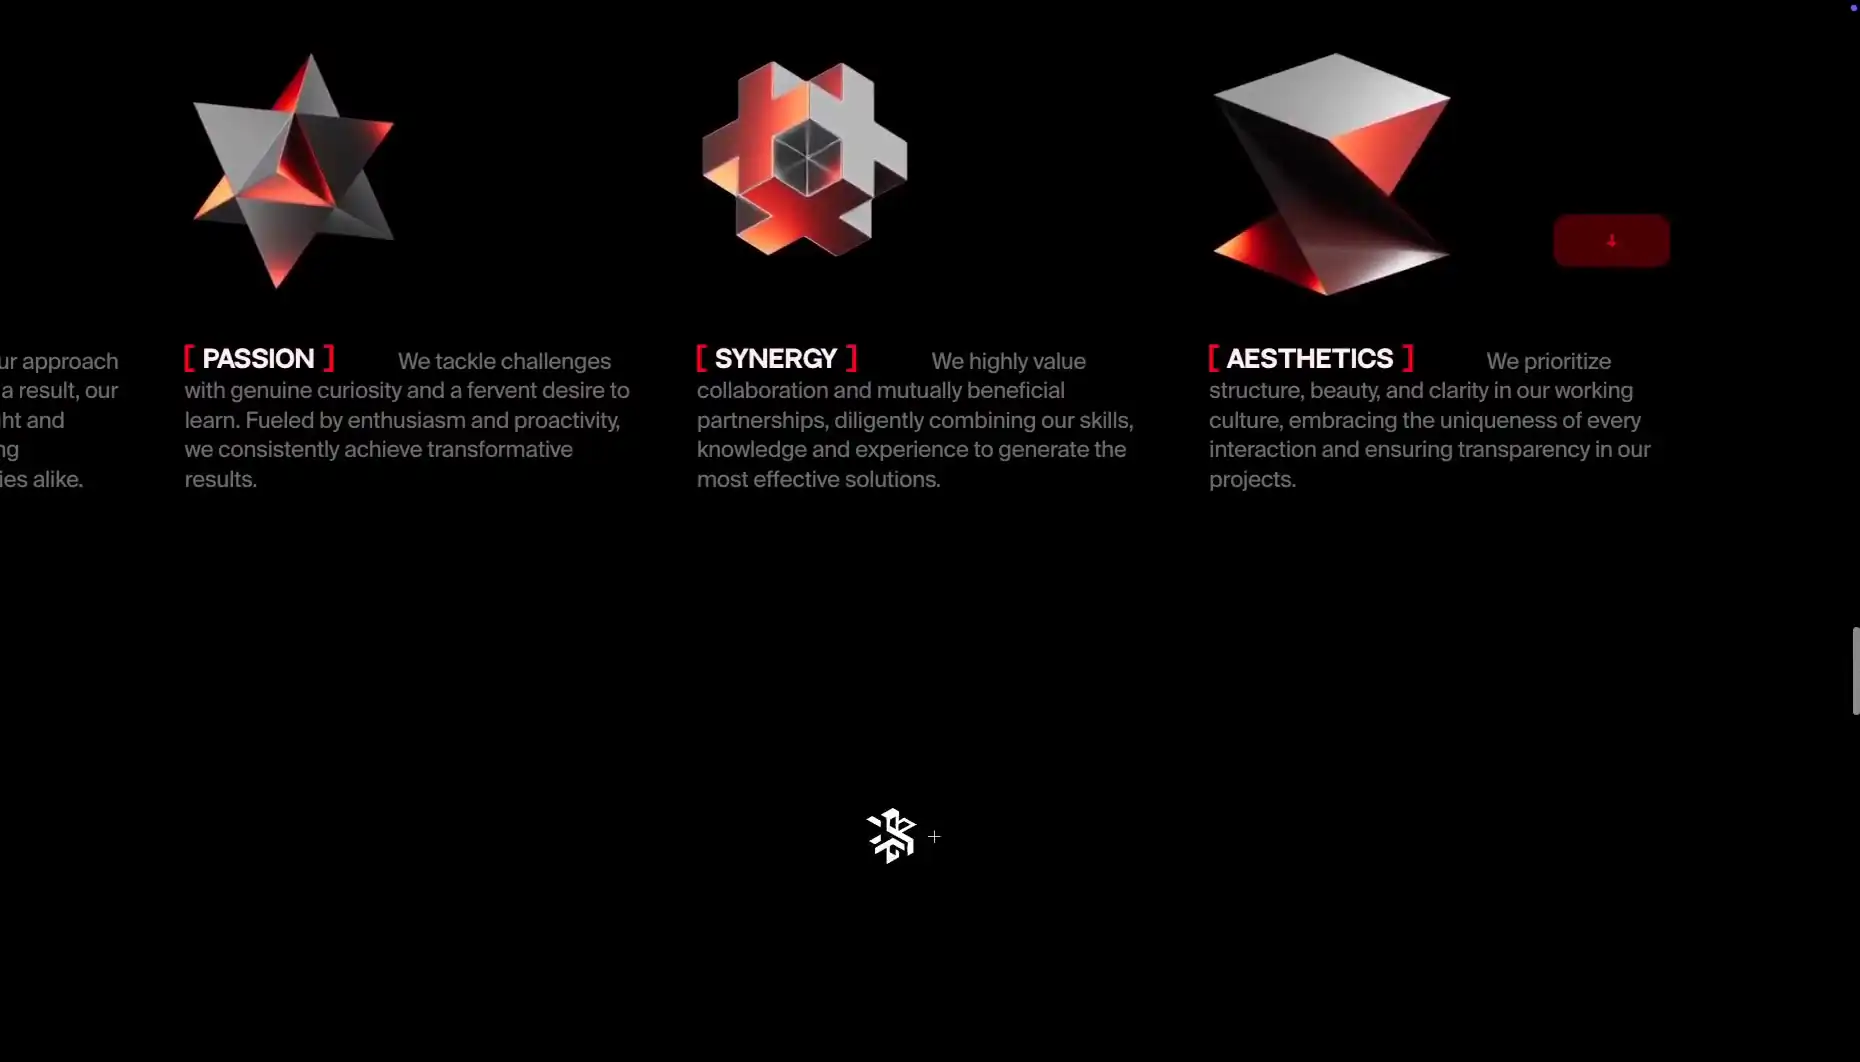 ur approach
a result, our
ht and
ng
ies alike.
[ PASSION ] We tackle challenges
with genuine curiosity and a fervent desire to
learn. Fueled by enthusiasm and proactivity,
we consistently achieve transformative
results.
[ SYNERGY ] We highly value
collaboration and mutually beneficial
partnerships, diligently combining our skills,
knowledge and experience to generate the
most effective solutions.
[ AESTHETICS ] We prioritize
structure, beauty, and clarity in our working
culture, embracing the uniqueness of every
interaction and ensuring transparency in our
projects.